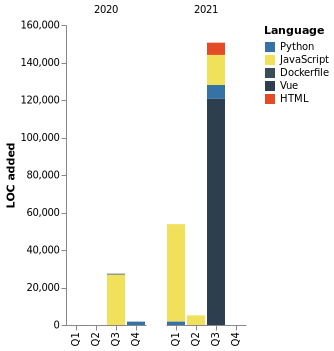 2020 2021
160,000
140,000
120,000
100,000
80,000
60,000
40,000
20,000
0
LOC added
Q1 Q2 Q3 Q4 Q1 Q2 Q3 Q4
Language
Python
JavaScript
Dockerfile
Vue
HTML